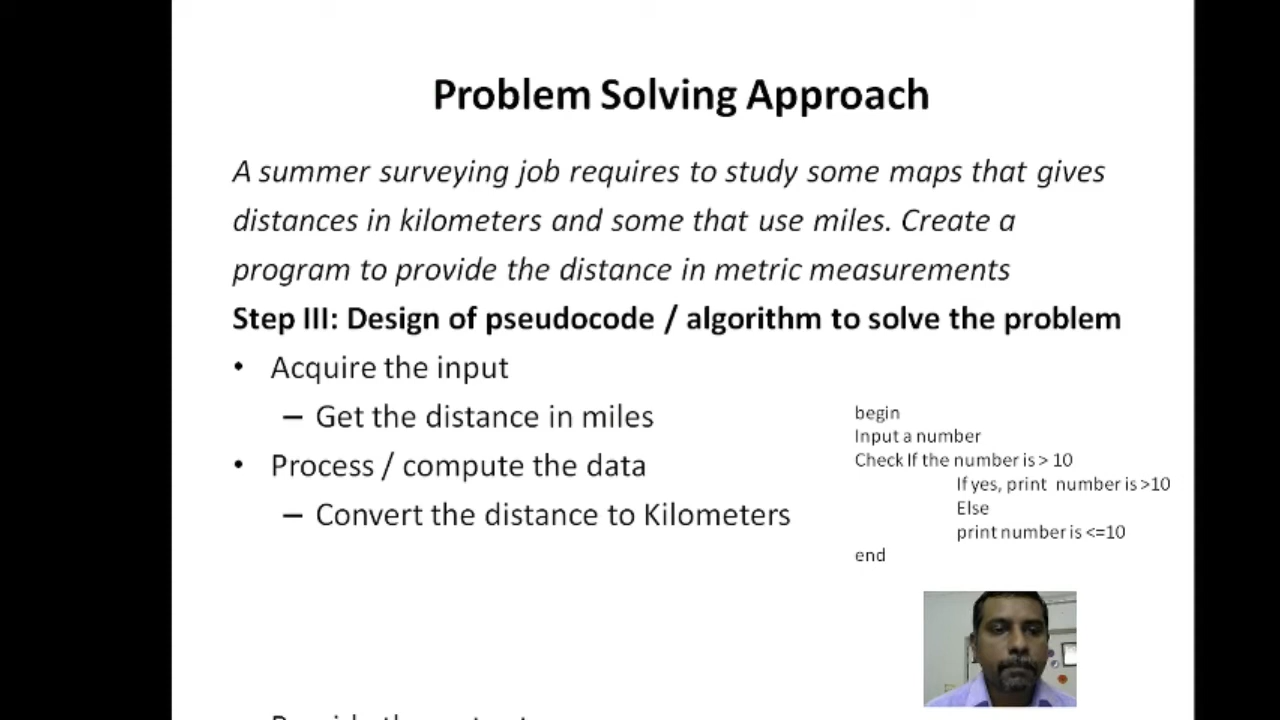 Problem Solving Approach
A summer surveying job requires to study some maps that gives
distances in kilometers and some that use miles. Create a
program to provide the distance in metric measurements
Step III: Design of pseudocode / algorithm to solve the problem
• Acquire the input
– Get the distance in miles
• Process / compute the data
– Convert the distance to Kilometers
begin
Input a number
Check If the number is > 10
If yes, print number is >10
Else
print number is <=10
end